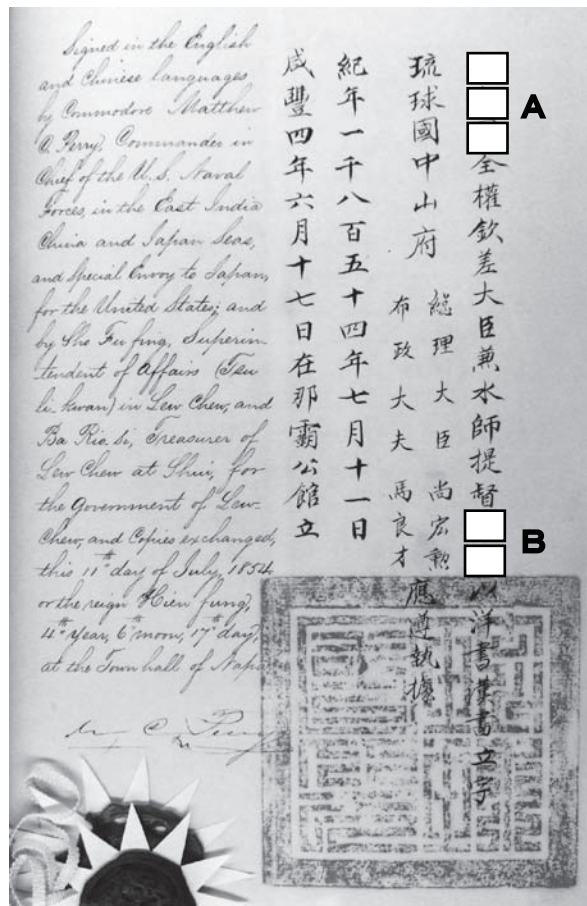 Signed in the English
and Chinese languages
by Commodore Matthew
C. Perry, Commander in
Chief of the U. S. Naval
Forces, in the East India
China and Japan Seas,
and Special Envoy to Japan,
for the United States; and
by Sho Fu fing, Superin-
tendent of Affairs (Tsu
li-kwan) in Lew Chew, and
Ba Rio-si, Treasurer of
Lew Chew at Shui, for
the Government of Lew-
Chew, and Copies exchanged,
this 11th day of July, 1854
or the reign Hien fung,
4th Year, 6th moon, 17th day,
at the Town hall of Napa
M C Perry
A
全權欽差大臣兼水師提督
B
以洋書漢書立字
琉球國中山府
總理大臣尚宏勲
布政大夫馬良才
應遵執據
紀年一千八百五十四年七月十一日
咸豐四年六月十七日在那霸公館立